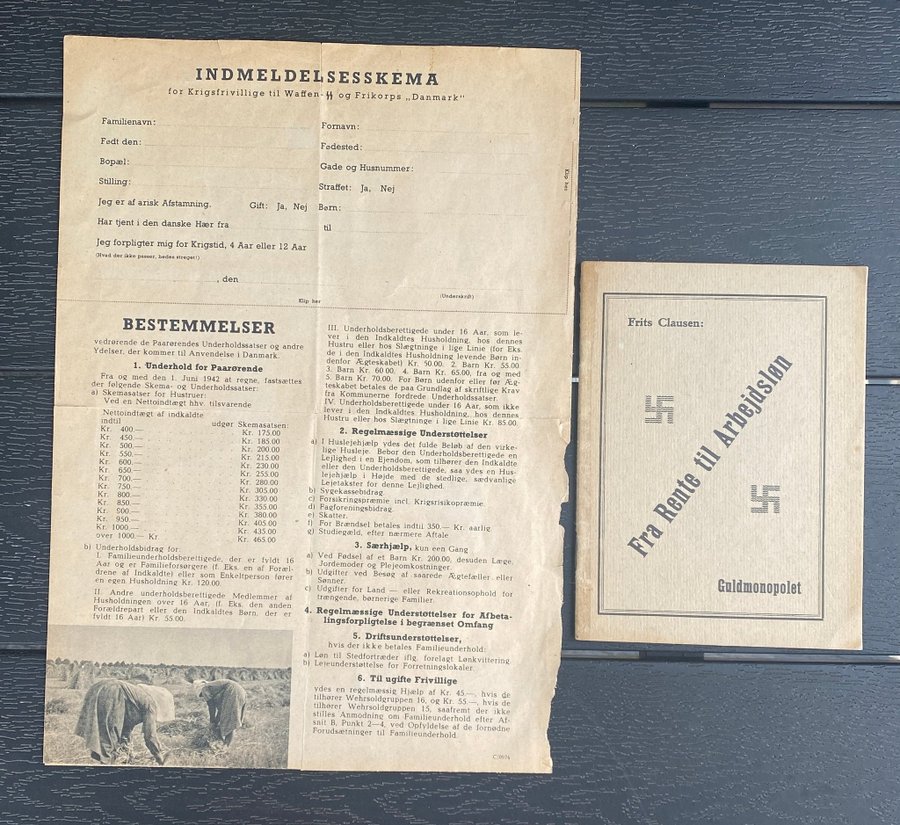 INDMELDELSESSKEMA
for Krigsfrivillige til Waffen-SS og Frikorps „Danmark"
Familienavn:
Fornavn:
Født den:
Fødested:
Bopæl:
Gade og Husnummer:
Klip her
Stilling:
Straffet: Ja, Nej
Jeg er af arisk Afstamning. Gift: Ja, Nej
Børn:
Har tjent i den danske Hær fra
til
Jeg forpligter mig for Krigstid, 4 Aar eller 12 Aar
(Hvad der ikke passer, bedes streget!)
, den
(Underskrift)
Klip her
BESTEMMELSER
vedrørende de Paarørendes Underholdssatser og andre
Ydelser, der kommer til Anvendelse i Danmark.
1. Underhold for Paarørende
Fra og med den 1. Juni 1942 at regne, fastsættes
der følgende Skema- og Underholdssatser:
a) Skemasatser for Hustruer:
Ved en Nettoindtægt hhv. tilsvarende
Nettoindtægt af indkaldte
indtil udgør Skemasatsen:
Kr. 400.— Kr. 175.00
Kr. 450.— Kr. 185.00
Kr. 500.— Kr. 200.00
Kr. 550.— Kr. 215.00
Kr. 600.— Kr. 230.00
Kr. 650.— Kr. 255.00
Kr. 700.— Kr. 280.00
Kr. 750.— Kr. 305.00
Kr. 800.— Kr. 330.00
Kr. 850.— Kr. 355.00
Kr. 900.— Kr. 380.00
Kr. 950.— Kr. 405.00
Kr. 1000.— Kr. 435.00
over 1000.— Kr Kr. 465.00
b) Underholdsbidrag for
I. Familieunderholdsberettigede, der er fyldt 16
Aar og er Familieforsørgere (f. Eks. en af Foræl-
drene af Indkaldte) eller som Enkeltperson fører
en egen Husholdning Kr. 120.00.
II. Andre underholdsberettigede Medlemmer af
Husholdningen over 16 Aar, (f. Eks. den anden
Forældrepart eller den Indkaldtes Børn, der er
fyldt 16 Aar) Kr. 55.00.
III. Underholdsberettigede under 16 Aar, som le-
ver i den Indkaldtes Husholdning, hos dennes
Hustru eller hos Slægtninge i lige Linie (for Eks.
de i den Indkaldtes Husholdning levende Børn in-
denfor Ægteskabet) Kr. 50.00. 2. Barn Kr. 55.00
3. Barn Kr. 60.00. 4. Barn Kr. 65.00, fra og med
5. Barn Kr. 70.00. For Børn udenfor eller før Æg-
teskabet betales de paa Grundlag af skriftlige Krav
fra Kommunerne fordrede Underholdssatser.
IV. Underholdsberettigede under 16 Aar, som ikke
lever i den Indkaldtes Husholdning, hos dennes
Hustru eller hos Slægtninge i lige Linie Kr. 85.00.
2. Regelmæssige Understøttelser
a) I Huslejehjælp ydes det fulde Beløb af den virke-
lige Husleje. Bebor den Underholdsberettigede en
Lejlighed i en Ejendom, som tilhører den Indkaldte
eller den Underholdsberettigede, saa ydes en Hus-
lejehjælp i Højde med de stedlige, sædvanlige
Lejetakster for denne Lejlighed.
b) Sygekassebidrag.
c) Forsikringspræmie incl. Krigsrisikopræmie.
d) Fagforeningsbidrag.
e) Skatter.
f) For Brændsel betales indtil 350.— Kr. aarlig.
g) Studiegæld, efter nærmere Aftale
3. Særhjælp, kun een Gang
a) Ved Fødsel af et Barn Kr. 200.00, desuden Læge,
Jordemoder og Plejeomkostninger.
b) Udgifter ved Besøg af saarede Ægtefæller eller
Sønner.
c) Udgifter for Land — eller Rekreationsophold for
trængende, børnerige Familier.
4. Regelmæssige Understøttelser for Afbeta-
lingsforpligtelse i begrænset Omfang
5. Driftsunderstøttelser,
hvis der ikke betales Familieunderhold:
a) Løn til Stedfortræder iflg. forelagt Lønkvittering
b) Lejeunderstøttelse for Forretningslokaler.
6. Til ugifte Frivillige
ydes en regelmæssig Hjælp af Kr. 45.—, hvis de
tilhører Wehrsoldgruppen 16, og Kr. 55.—, hvis de
tilhører Wehrsoldgruppen 15, saafremt der ikke
stilles Anmodning om Familieunderhold efter Af-
snit B, Punkt 2—4, ved Opfyldelse af de fornødne
Forudsætninger til Familieunderhold.
Frits Clausen:
Fra Rente til Arbejdsløn
Guldmonopolet